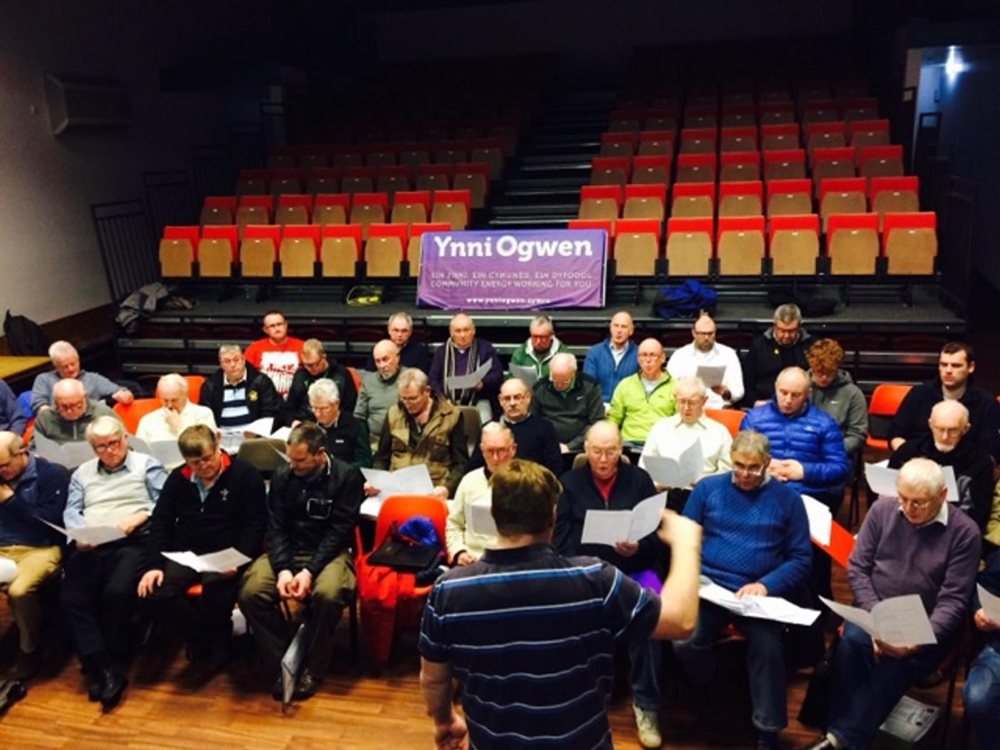 Ynni Ogwen
EIN YNNI. EIN CYMUNED. EIN DYFODOL
COMMUNITY ENERGY WORKING FOR YOU
www.ynniogwen.cymru